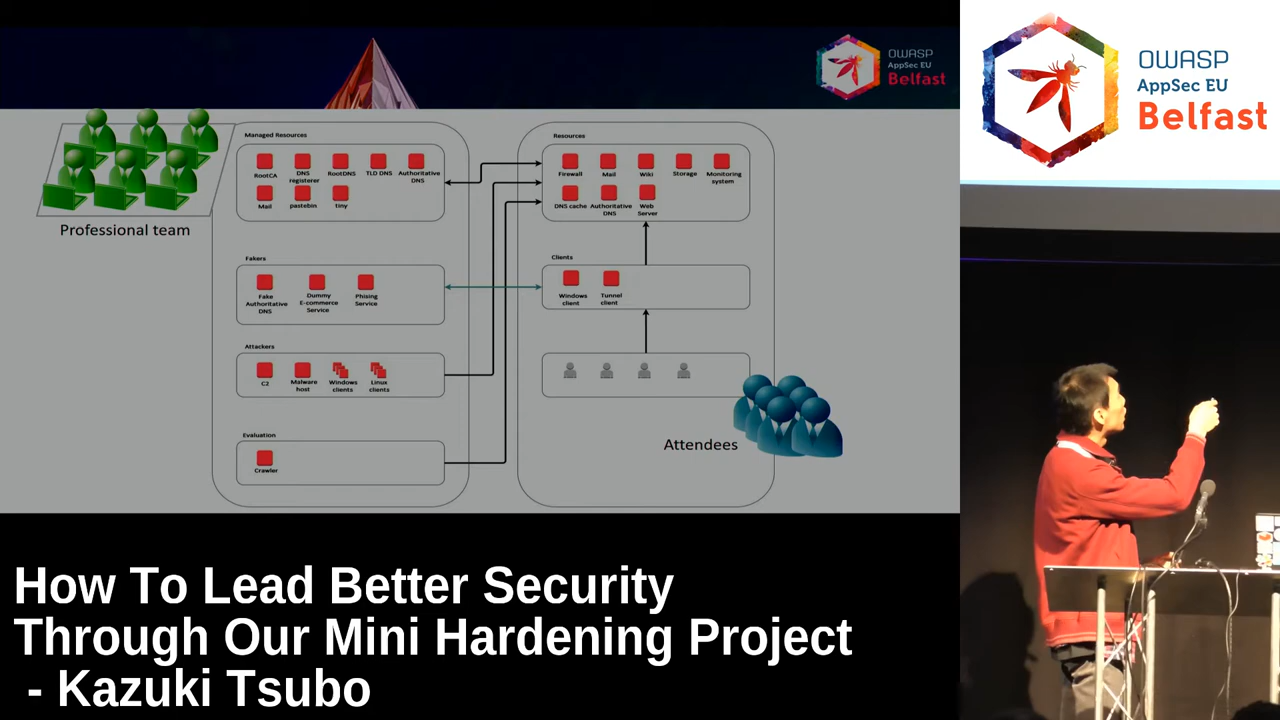 OWASP
AppSec EU
Belfast
OWASP
AppSec EU
Belfast
Professional team
Managed Resources
RootCA
DNS
registerer
RootDNS
TLD DNS
Authoritative
DNS
Mail
pastebin
tiny
Fakers
Fake
Authoritative
DNS
Dummy
E-commerce
Service
Phising
Service
Attackers
C2
Malware
host
Windows
clients
Linux
clients
Evaluation
Crawler
Resources
Firewall
Mail
Wiki
Storage
Monitoring
system
DNS cache
Authoritative
DNS
Web
Server
Clients
Windows
client
Tunnel
client
Attendees
How To Lead Better Security
Through Our Mini Hardening Project
- Kazuki Tsubo